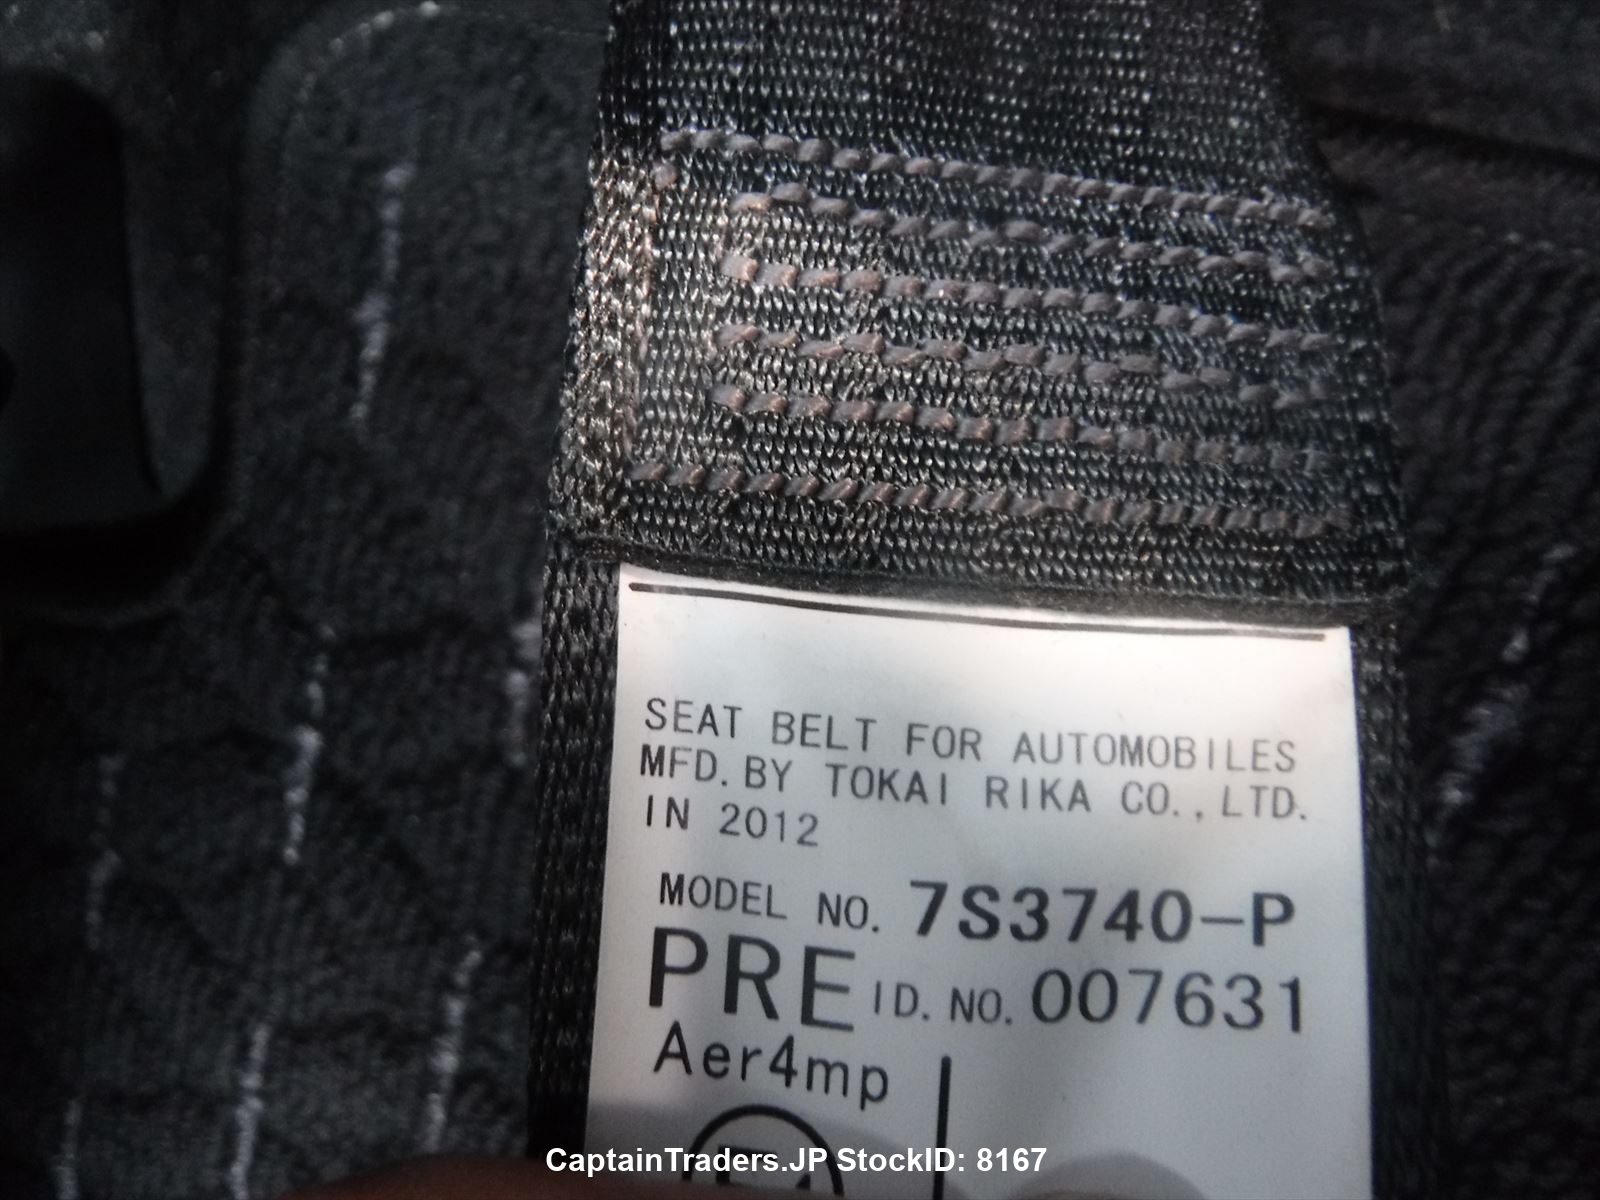 SEAT BELT FOR AUTOMOBILES
MFD. BY TOKAI RIKA CO., LTD.
IN 2012
MODEL NO. 7S3740-P
PRE ID. NO. 007631
Aer4mp
CaptainTraders.JP StockID: 8167